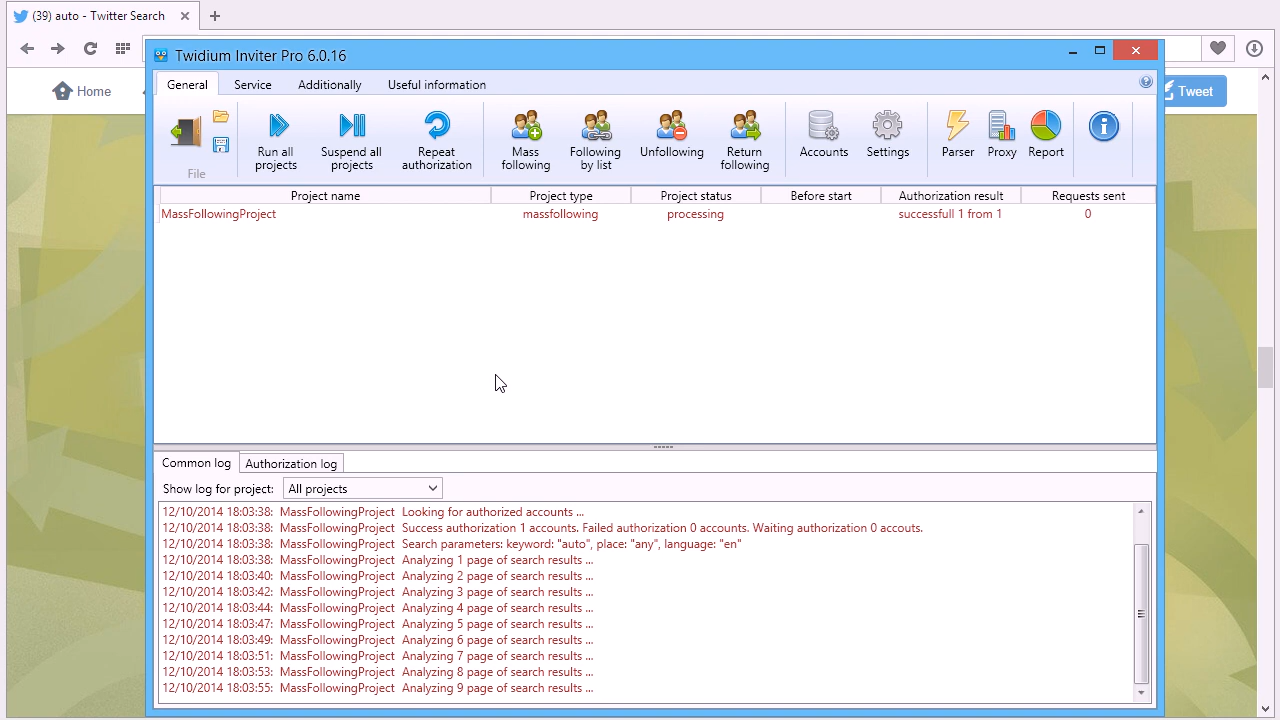 (39) auto - Twitter Search
Twidium Inviter Pro 6.0.16
Home
Tweet
General Service Additionally Useful information
File
Run all projects
Suspend all projects
Repeat authorization
Mass following
Following by list
Unfollowing
Return following
Accounts
Settings
Parser
Proxy
Report
Project name Project type Project status Before start Authorization result Requests sent
MassFollowingProject massfollowing processing successfull 1 from 1 0
Common log Authorization log
Show log for project: All projects
12/10/2014 18:03:38: MassFollowingProject Looking for authorized accounts ...
12/10/2014 18:03:38: MassFollowingProject Success authorization 1 accounts. Failed authorization 0 accounts. Waiting authorization 0 accouts.
12/10/2014 18:03:38: MassFollowingProject Search parameters: keyword: "auto", place: "any", language: "en"
12/10/2014 18:03:38: MassFollowingProject Analyzing 1 page of search results ...
12/10/2014 18:03:40: MassFollowingProject Analyzing 2 page of search results ...
12/10/2014 18:03:42: MassFollowingProject Analyzing 3 page of search results ...
12/10/2014 18:03:44: MassFollowingProject Analyzing 4 page of search results ...
12/10/2014 18:03:47: MassFollowingProject Analyzing 5 page of search results ...
12/10/2014 18:03:49: MassFollowingProject Analyzing 6 page of search results ...
12/10/2014 18:03:51: MassFollowingProject Analyzing 7 page of search results ...
12/10/2014 18:03:53: MassFollowingProject Analyzing 8 page of search results ...
12/10/2014 18:03:55: MassFollowingProject Analyzing 9 page of search results ...